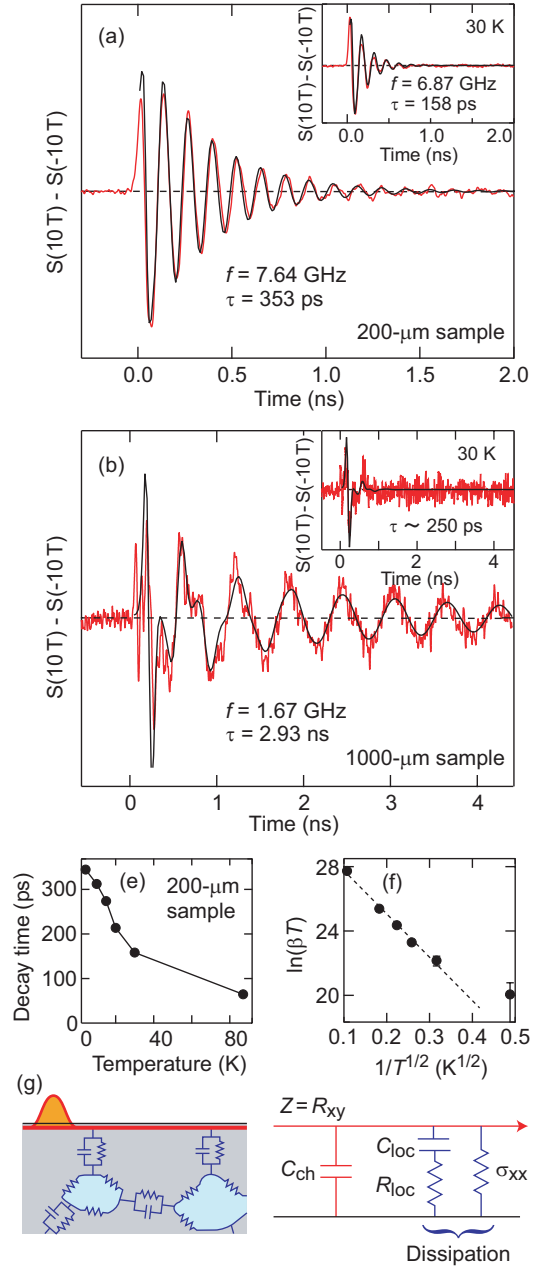 (a)
S(10T) - S(-10T)
f = 7.64 GHz
τ = 353 ps
200-μm sample
0.0 0.5 1.0 1.5 2.0
Time (ns)
S(10T) - S(-10T)
30 K
f = 6.87 GHz
τ = 158 ps
0.0 1.0 2.0
Time (ns)
(b)
S(10T) - S(-10T)
f = 1.67 GHz
τ = 2.93 ns
1000-μm sample
0 1 2 3 4
Time (ns)
S(10T) - S(-10T)
30 K
τ ~ 250 ps
0 2 4
Time (ns)
(e)
200-μm
sample
Decay time (ps)
300
200
100
0
0 40 80
Temperature (K)
(f)
ln(βT)
28
24
20
0.1 0.2 0.3 0.4 0.5
1/T^1/2 (K^1/2)
(g)
Z = Rxy
Cch
Cloc
Rloc
σxx
Dissipation